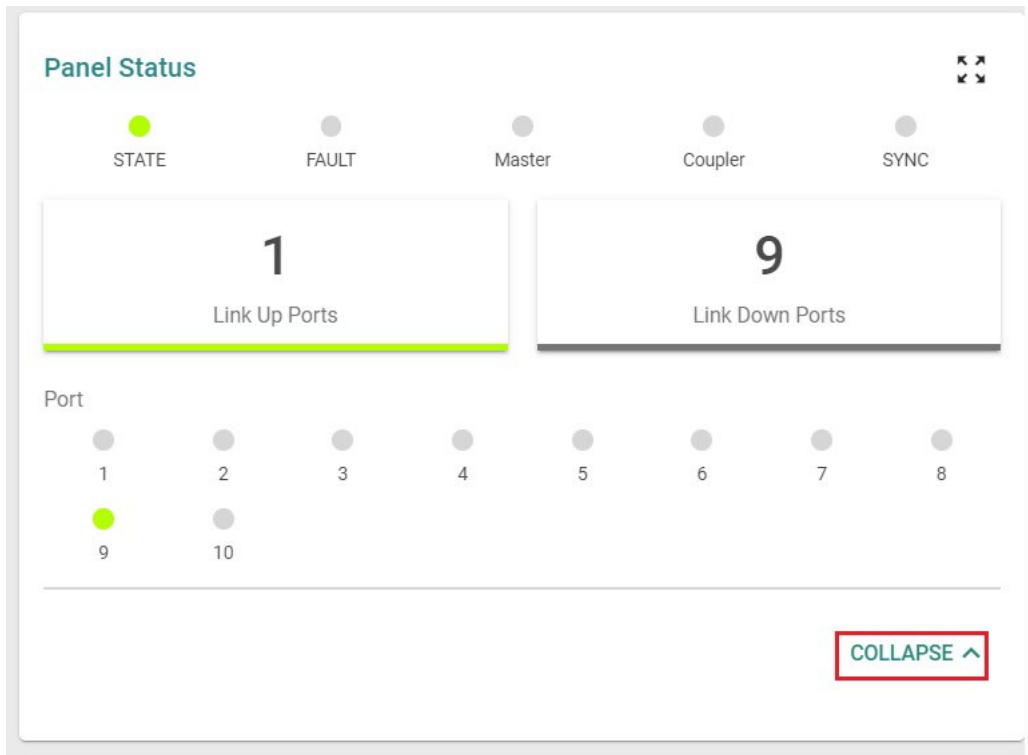 Panel Status
STATE FAULT Master Coupler SYNC
1 9
Link Up Ports Link Down Ports
Port
1 2 3 4 5 6 7 8
9 10
COLLAPSE